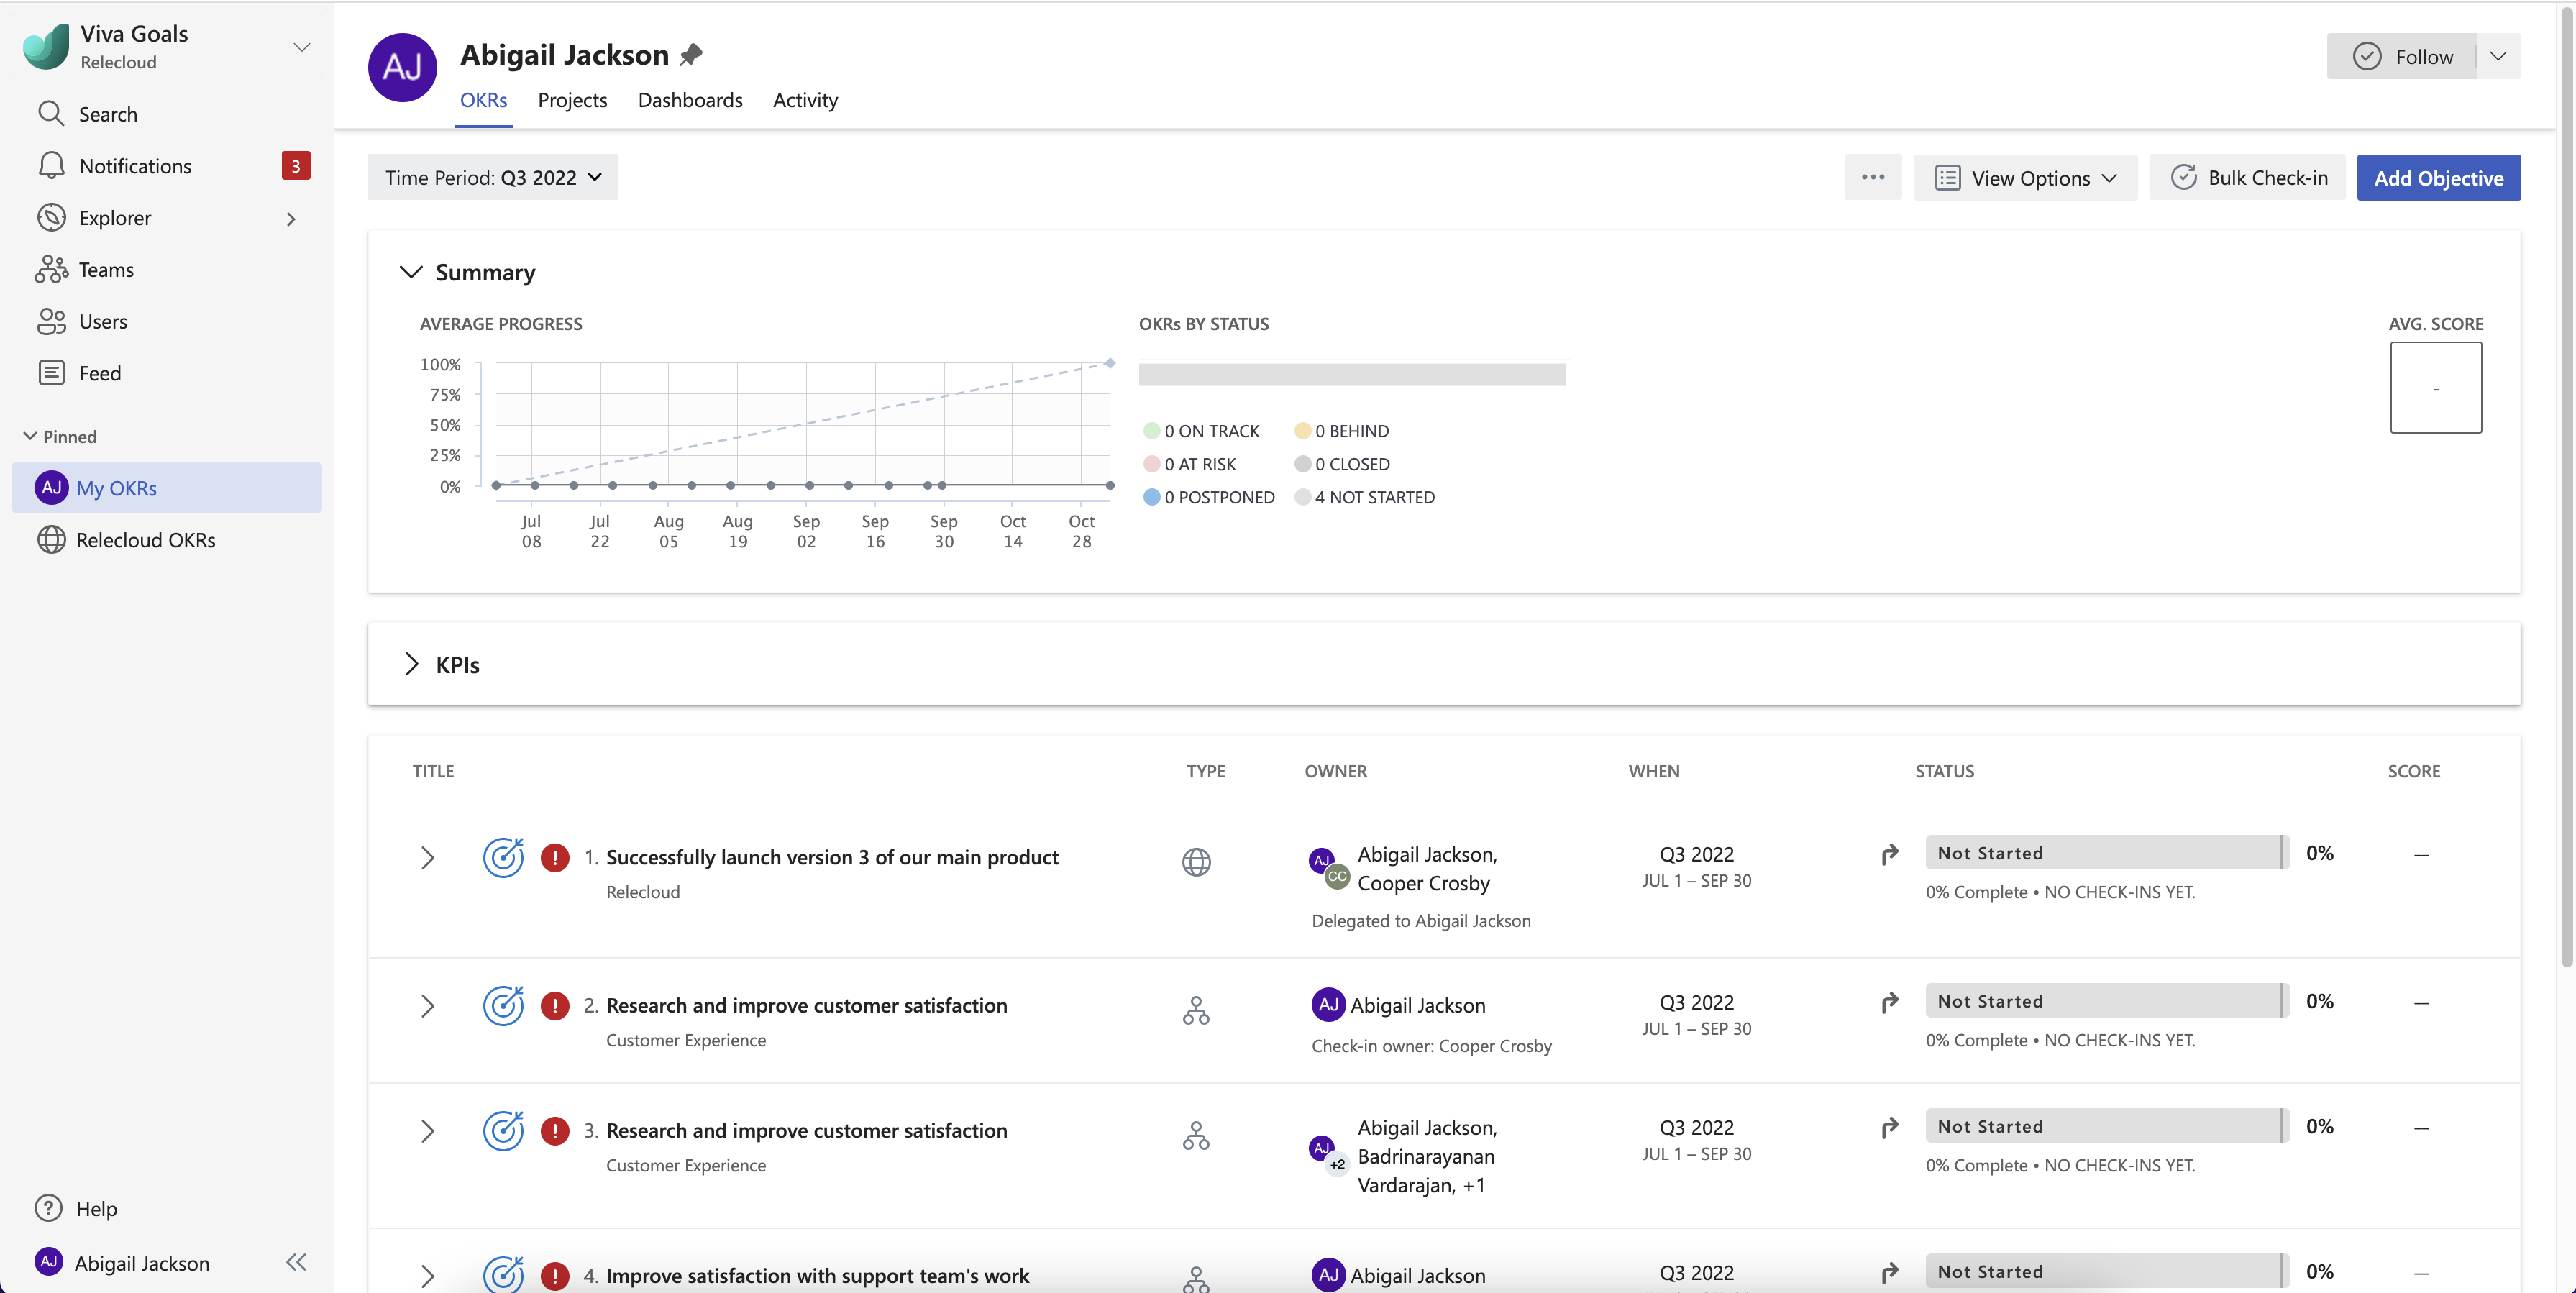 Viva Goals
Relecloud
Search
Notifications 3
Explorer
Teams
Users
Feed
Pinned
AJ My OKRs
Relecloud OKRs
Help
AJ Abigail Jackson
AJ Abigail Jackson
OKRs Projects Dashboards Activity
Follow
Time Period: Q3 2022
... View Options Bulk Check-in Add Objective
Summary
AVERAGE PROGRESS
100%
75%
50%
25%
0%
Jul 08 Jul 22 Aug 05 Aug 19 Sep 02 Sep 16 Sep 30 Oct 14 Oct 28
OKRs BY STATUS
0 ON TRACK 0 BEHIND
0 AT RISK 0 CLOSED
0 POSTPONED 4 NOT STARTED
AVG. SCORE
-
KPIs
TITLE TYPE OWNER WHEN STATUS SCORE
! 1. Successfully launch version 3 of our main product
Relecloud
AJ CC Abigail Jackson,
Cooper Crosby
Delegated to Abigail Jackson
Q3 2022
JUL 1 – SEP 30
Not Started 0% —
0% Complete • NO CHECK-INS YET.
! 2. Research and improve customer satisfaction
Customer Experience
AJ Abigail Jackson
Check-in owner: Cooper Crosby
Q3 2022
JUL 1 – SEP 30
Not Started 0% —
0% Complete • NO CHECK-INS YET.
! 3. Research and improve customer satisfaction
Customer Experience
AJ +2 Abigail Jackson,
Badrinarayanan
Vardarajan, +1
Q3 2022
JUL 1 – SEP 30
Not Started 0% —
0% Complete • NO CHECK-INS YET.
! 4. Improve satisfaction with support team's work
AJ Abigail Jackson
Q3 2022
Not Started 0% —